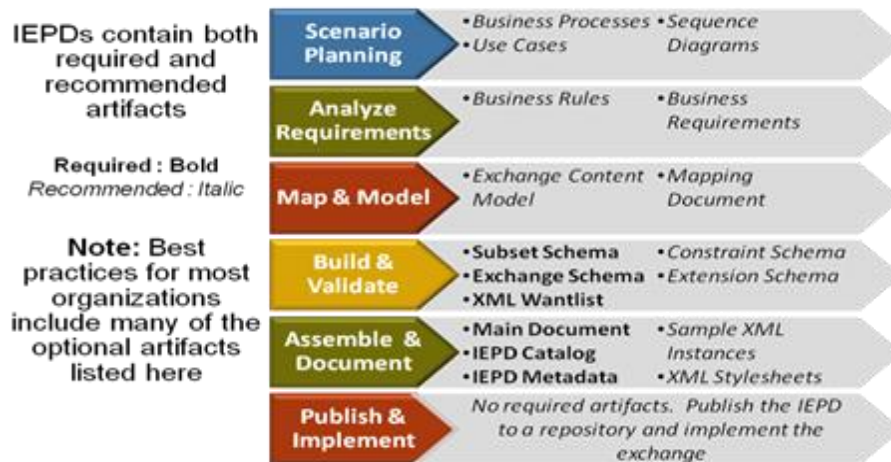 IEPDs contain both
required and
recommended
artifacts
Required : Bold
Recommended : Italic
Note: Best
practices for most
organizations
include many of the
optional artifacts
listed here
Scenario
Planning
•Business Processes
•Use Cases
•Sequence
Diagrams
Analyze
Requirements
•Business Rules
•Business
Requirements
Map & Model
•Exchange Content
Model
•Mapping
Document
Build &
Validate
•Subset Schema
•Exchange Schema
•XML Wantlist
•Constraint Schema
•Extension Schema
Assemble &
Document
•Main Document
•IEPD Catalog
•IEPD Metadata
•Sample XML
Instances
•XML Stylesheets
Publish &
Implement
No required artifacts. Publish the IEPD
to a repository and implement the
exchange